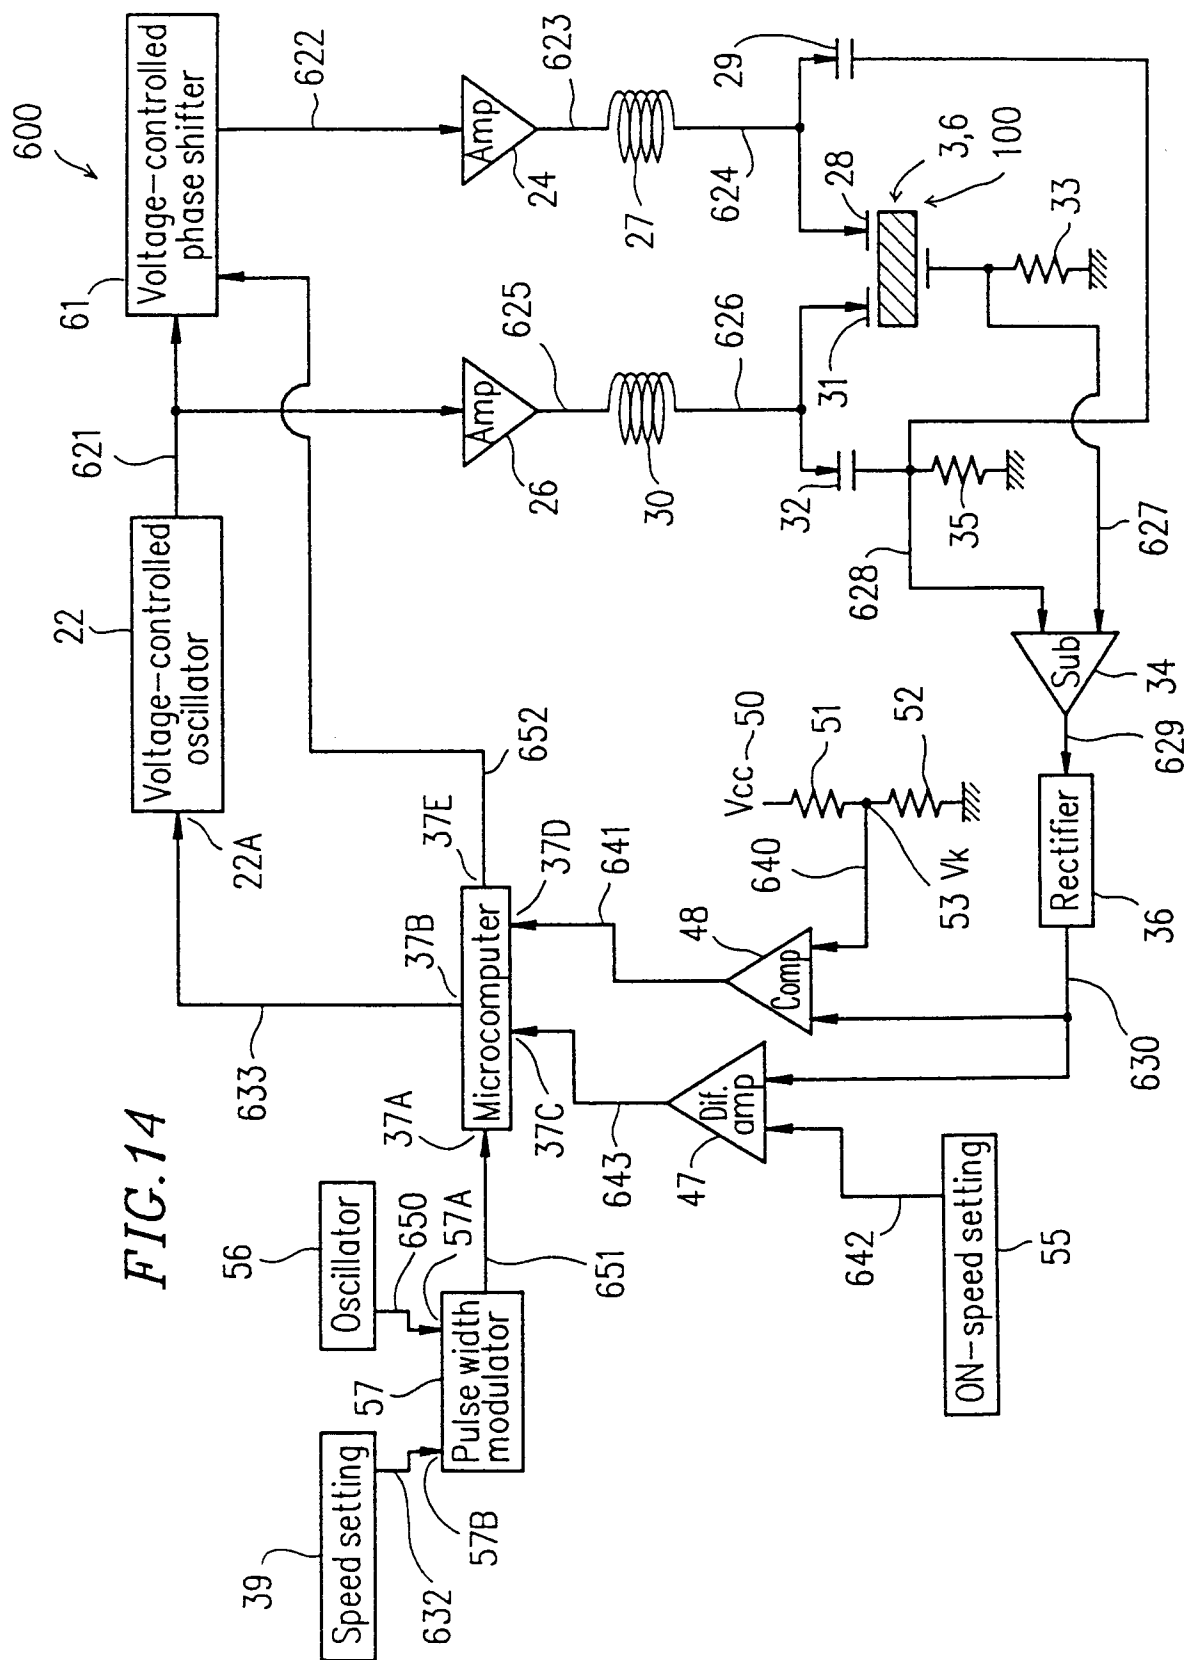 FIG.14
600
61
Voltage-controlled
phase shifter
622
621
22
Voltage-controlled
oscillator
22A
Amp
24
623
27
624
29
28
3,6
100
33
Amp
26
625
30
626
31
32
35
628
627
Sub
34
629
Rectifier
36
630
652
633
37E
37B
37D
37A
37C
Microcomputer
641
643
48
Comp
640
Vcc
50
51
52
53 Vk
Dif.
amp
47
642
ON-speed setting
55
56
Oscillator
650
57A
57
Pulse width
modulator
651
57B
39
Speed setting
632